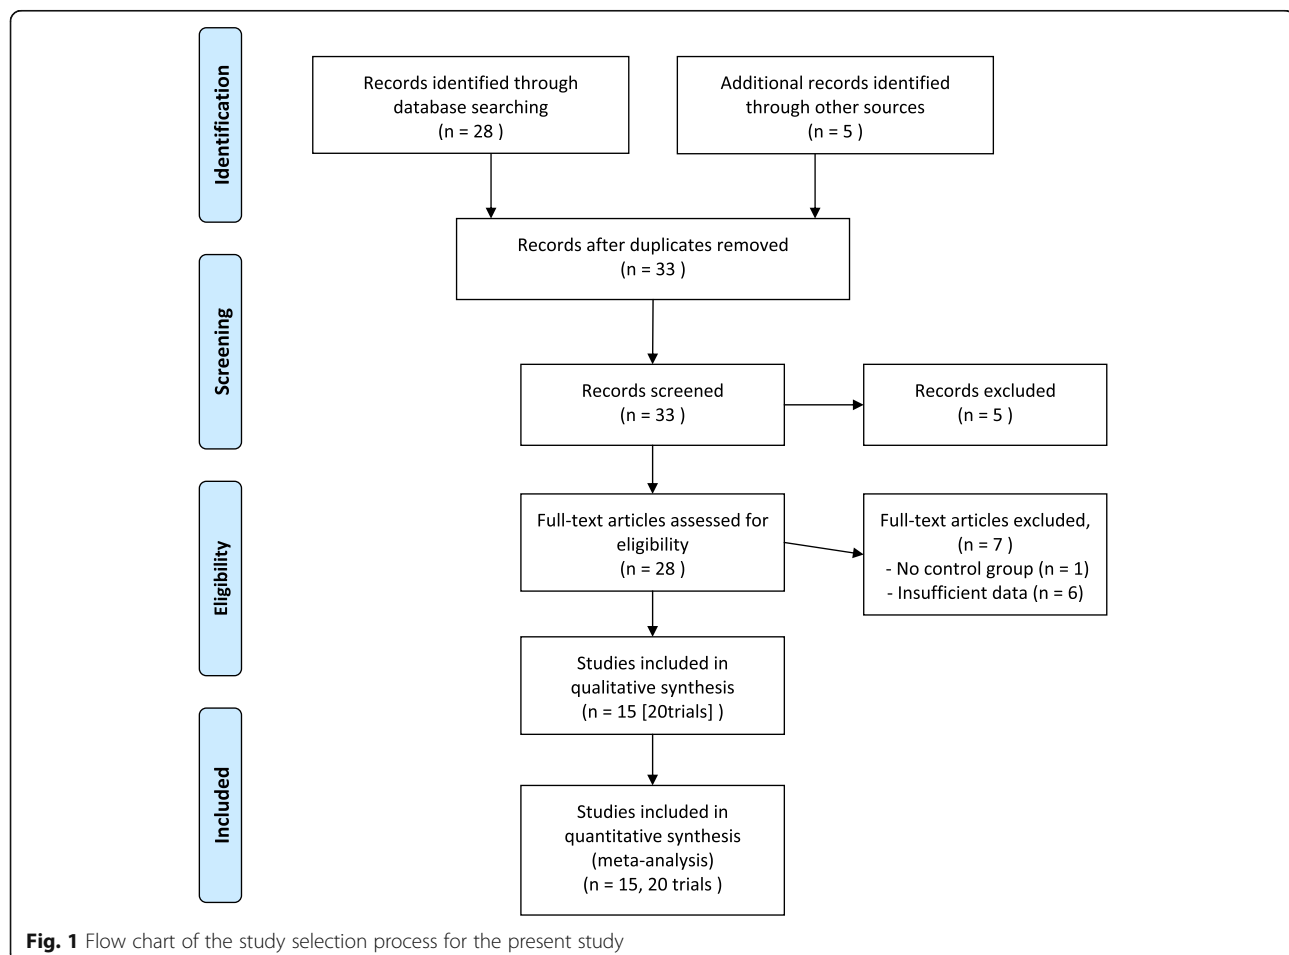 Identification
Records identified through
database searching
(n = 28 )
Additional records identified
through other sources
(n = 5 )
Records after duplicates removed
(n = 33 )
Screening
Records screened
(n = 33 )
Records excluded
(n = 5 )
Eligibility
Full-text articles assessed for
eligibility
(n = 28 )
Full-text articles excluded,
(n = 7 )
- No control group (n = 1)
- Insufficient data (n = 6)
Studies included in
qualitative synthesis
(n = 15 [20trials] )
Included
Studies included in
quantitative synthesis
(meta-analysis)
(n = 15, 20 trials )
Fig. 1 Flow chart of the study selection process for the present study